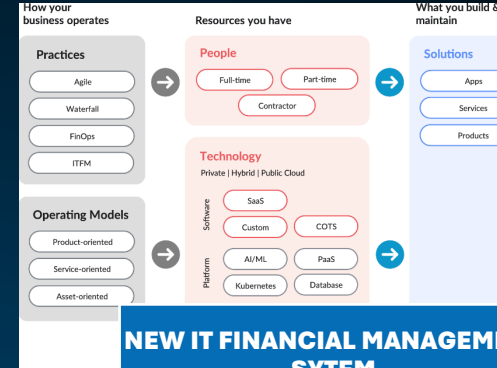 How your
business operates
Resources you have
What you build &
maintain
Practices
Agile
Waterfall
FinOps
ITFM
Operating Models
Product-oriented
Service-oriented
Asset-oriented
People
Full-time
Part-time
Contractor
Technology
Private | Hybrid | Public Cloud
Software
SaaS
Custom
COTS
Platform
AI/ML
PaaS
Kubernetes
Database
Solutions
Apps
Services
Products
NEW IT FINANCIAL MANAGEM
SYTEM